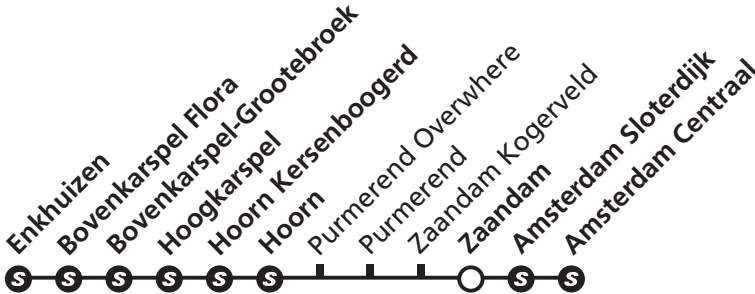 Enkhuizen
Bovenkarspel Flora
Bovenkarspel-Grootebroek
Hoogkarspel
Hoorn Kersenboogerd
Hoorn
Purmerend Overwhere
Purmerend
Zaandam Kogerveld
Zaandam
Amsterdam Sloterdijk
Amsterdam Centraal
S S S S S S S S